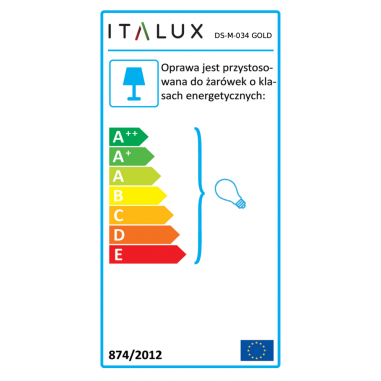 ITALUX DS-M-034 GOLD
Oprawa jest przystoso-
wana do żarówek o kla-
sach energetycznych:
A++
A+
A
B
C
D
E
874/2012